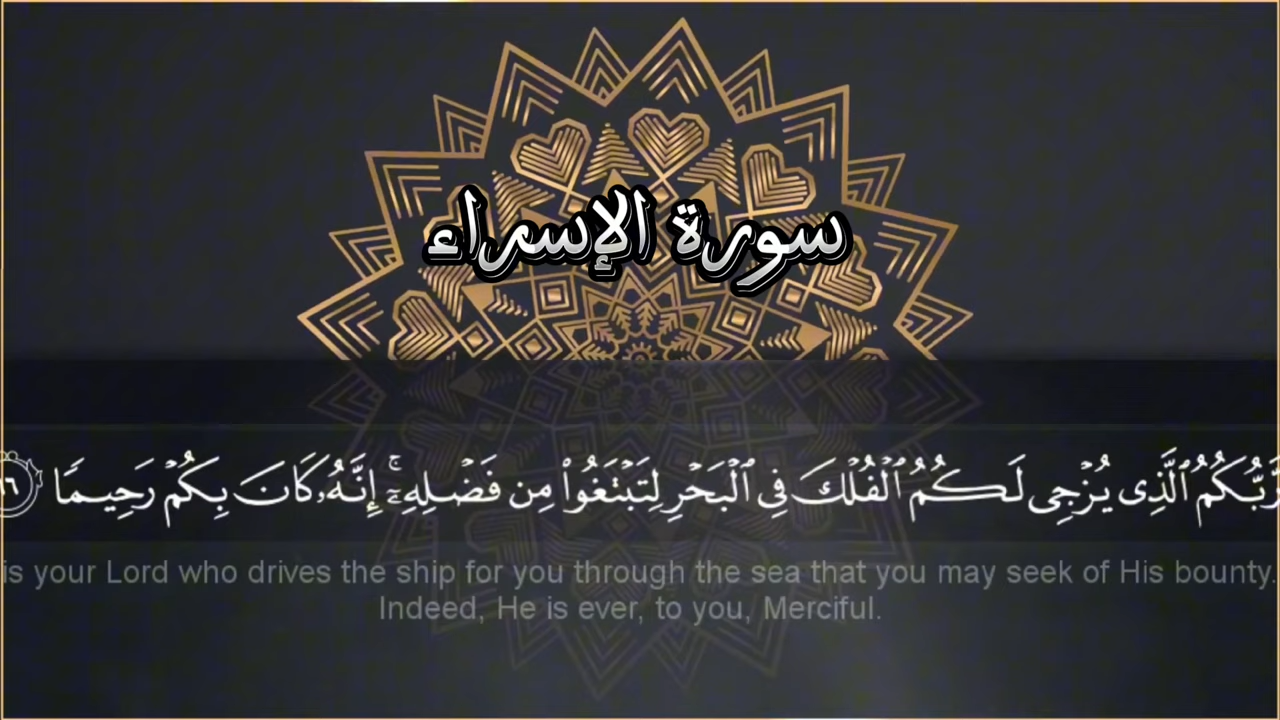 سورة الإسراء
رَّبُّكُمُ ٱلَّذِى يُزْجِى لَكُمُ ٱلْفُلْكَ فِى ٱلْبَحْرِ لِتَبْتَغُوا۟ مِن فَضْلِهِۦٓ ۚ إِنَّهُۥ كَانَ بِكُمْ رَحِيمًا
is your Lord who drives the ship for you through the sea that you may seek of His bounty.
Indeed, He is ever, to you, Merciful.